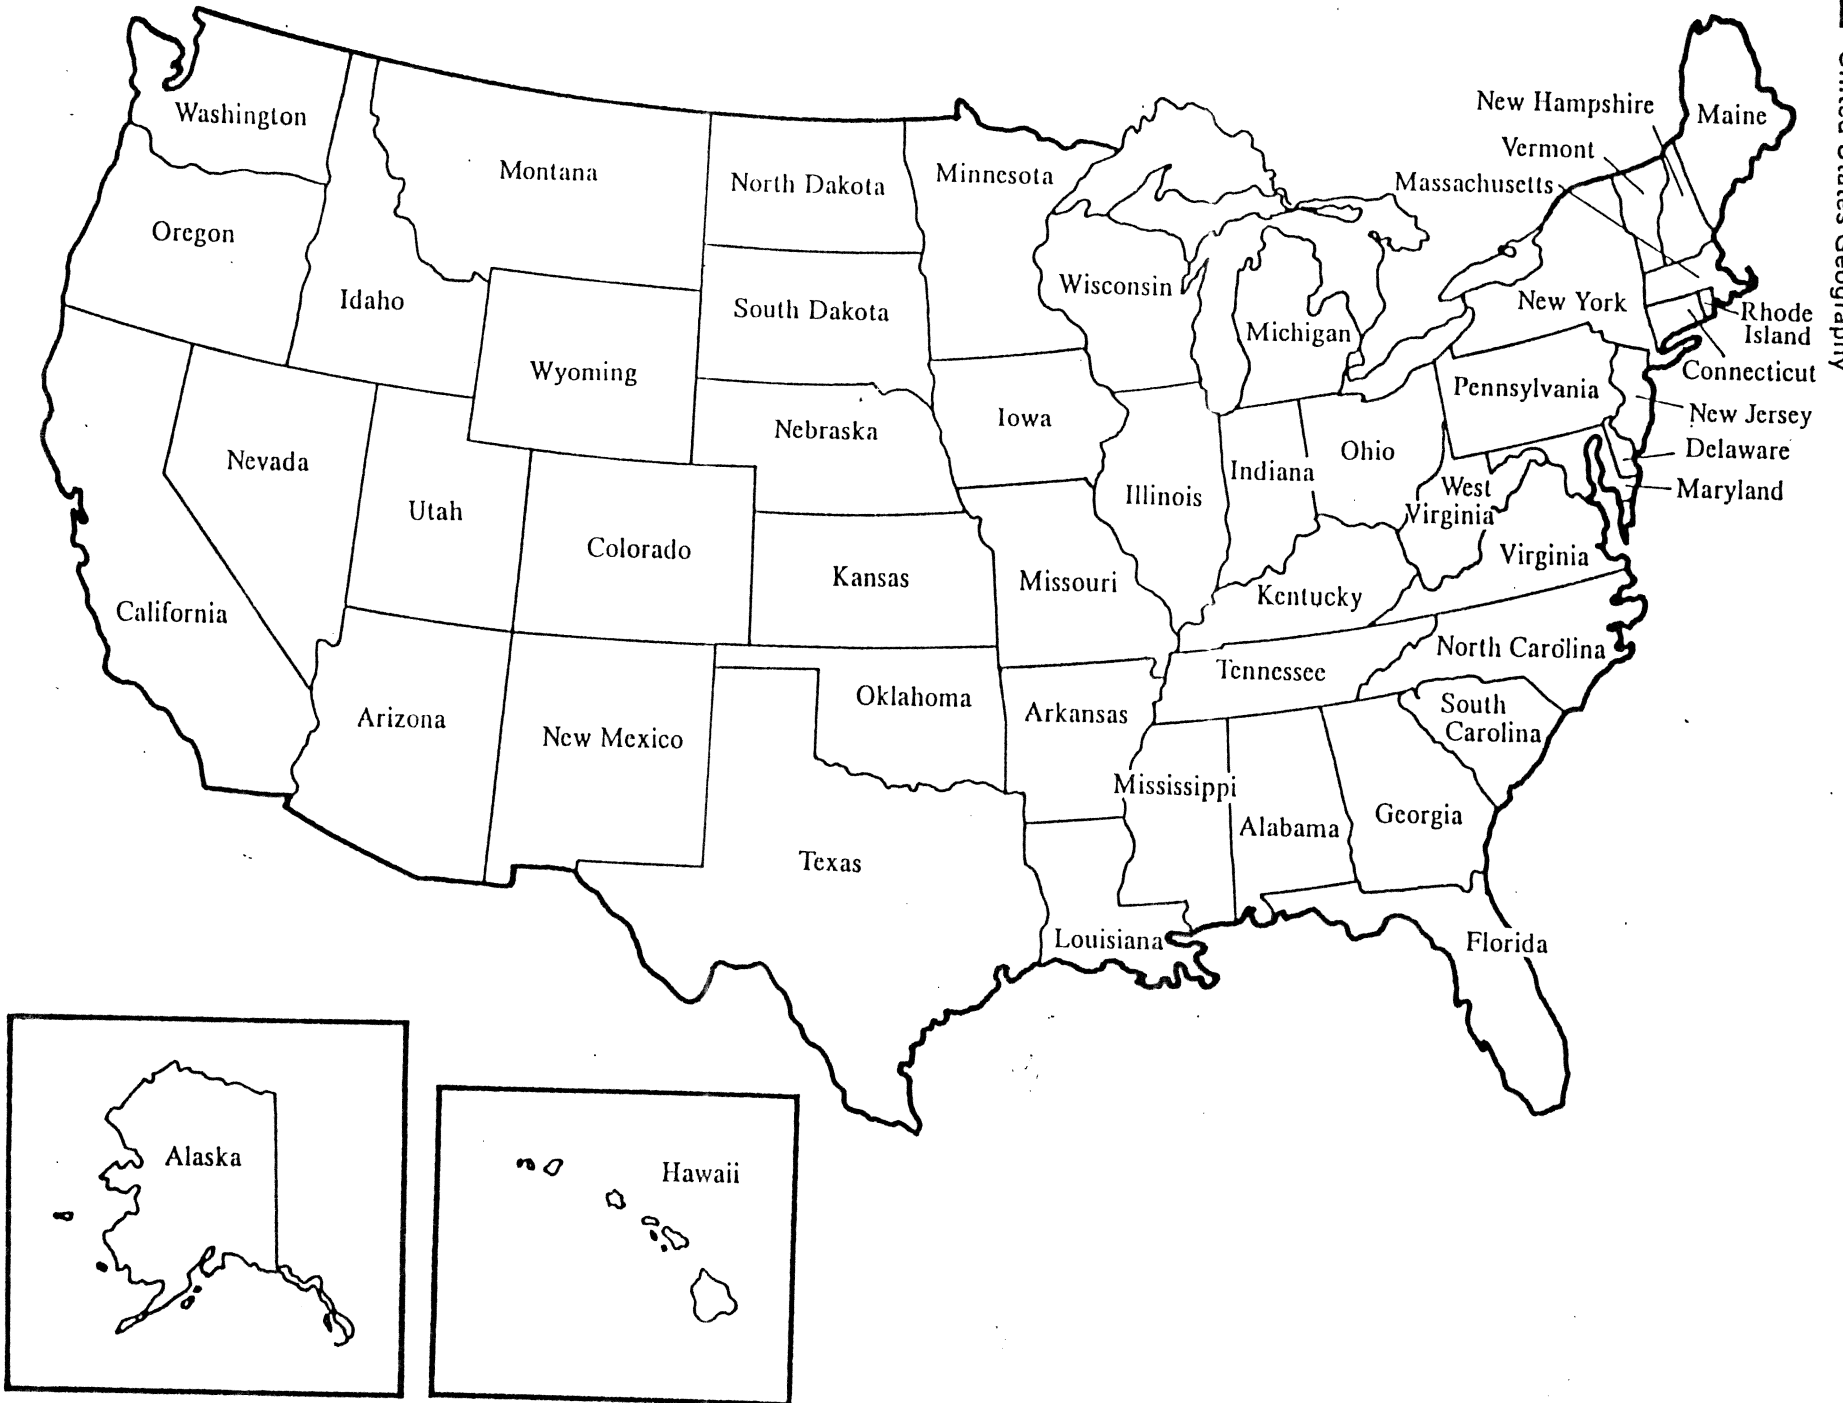 United States Geography
Washington
Oregon
Idaho
Montana
North Dakota
Minnesota
South Dakota
Wyoming
Nebraska
Iowa
Wisconsin
Michigan
New Hampshire
Vermont
Massachusetts
Maine
New York
Rhode
Island
Connecticut
Pennsylvania
New Jersey
Delaware
Maryland
Nevada
Utah
Colorado
Kansas
Missouri
Illinois
Indiana
Ohio
West
Virginia
Virginia
Kentucky
California
Arizona
New Mexico
Oklahoma
Arkansas
Tennessee
North Carolina
South
Carolina
Texas
Louisiana
Mississippi
Alabama
Georgia
Florida
Alaska
Hawaii